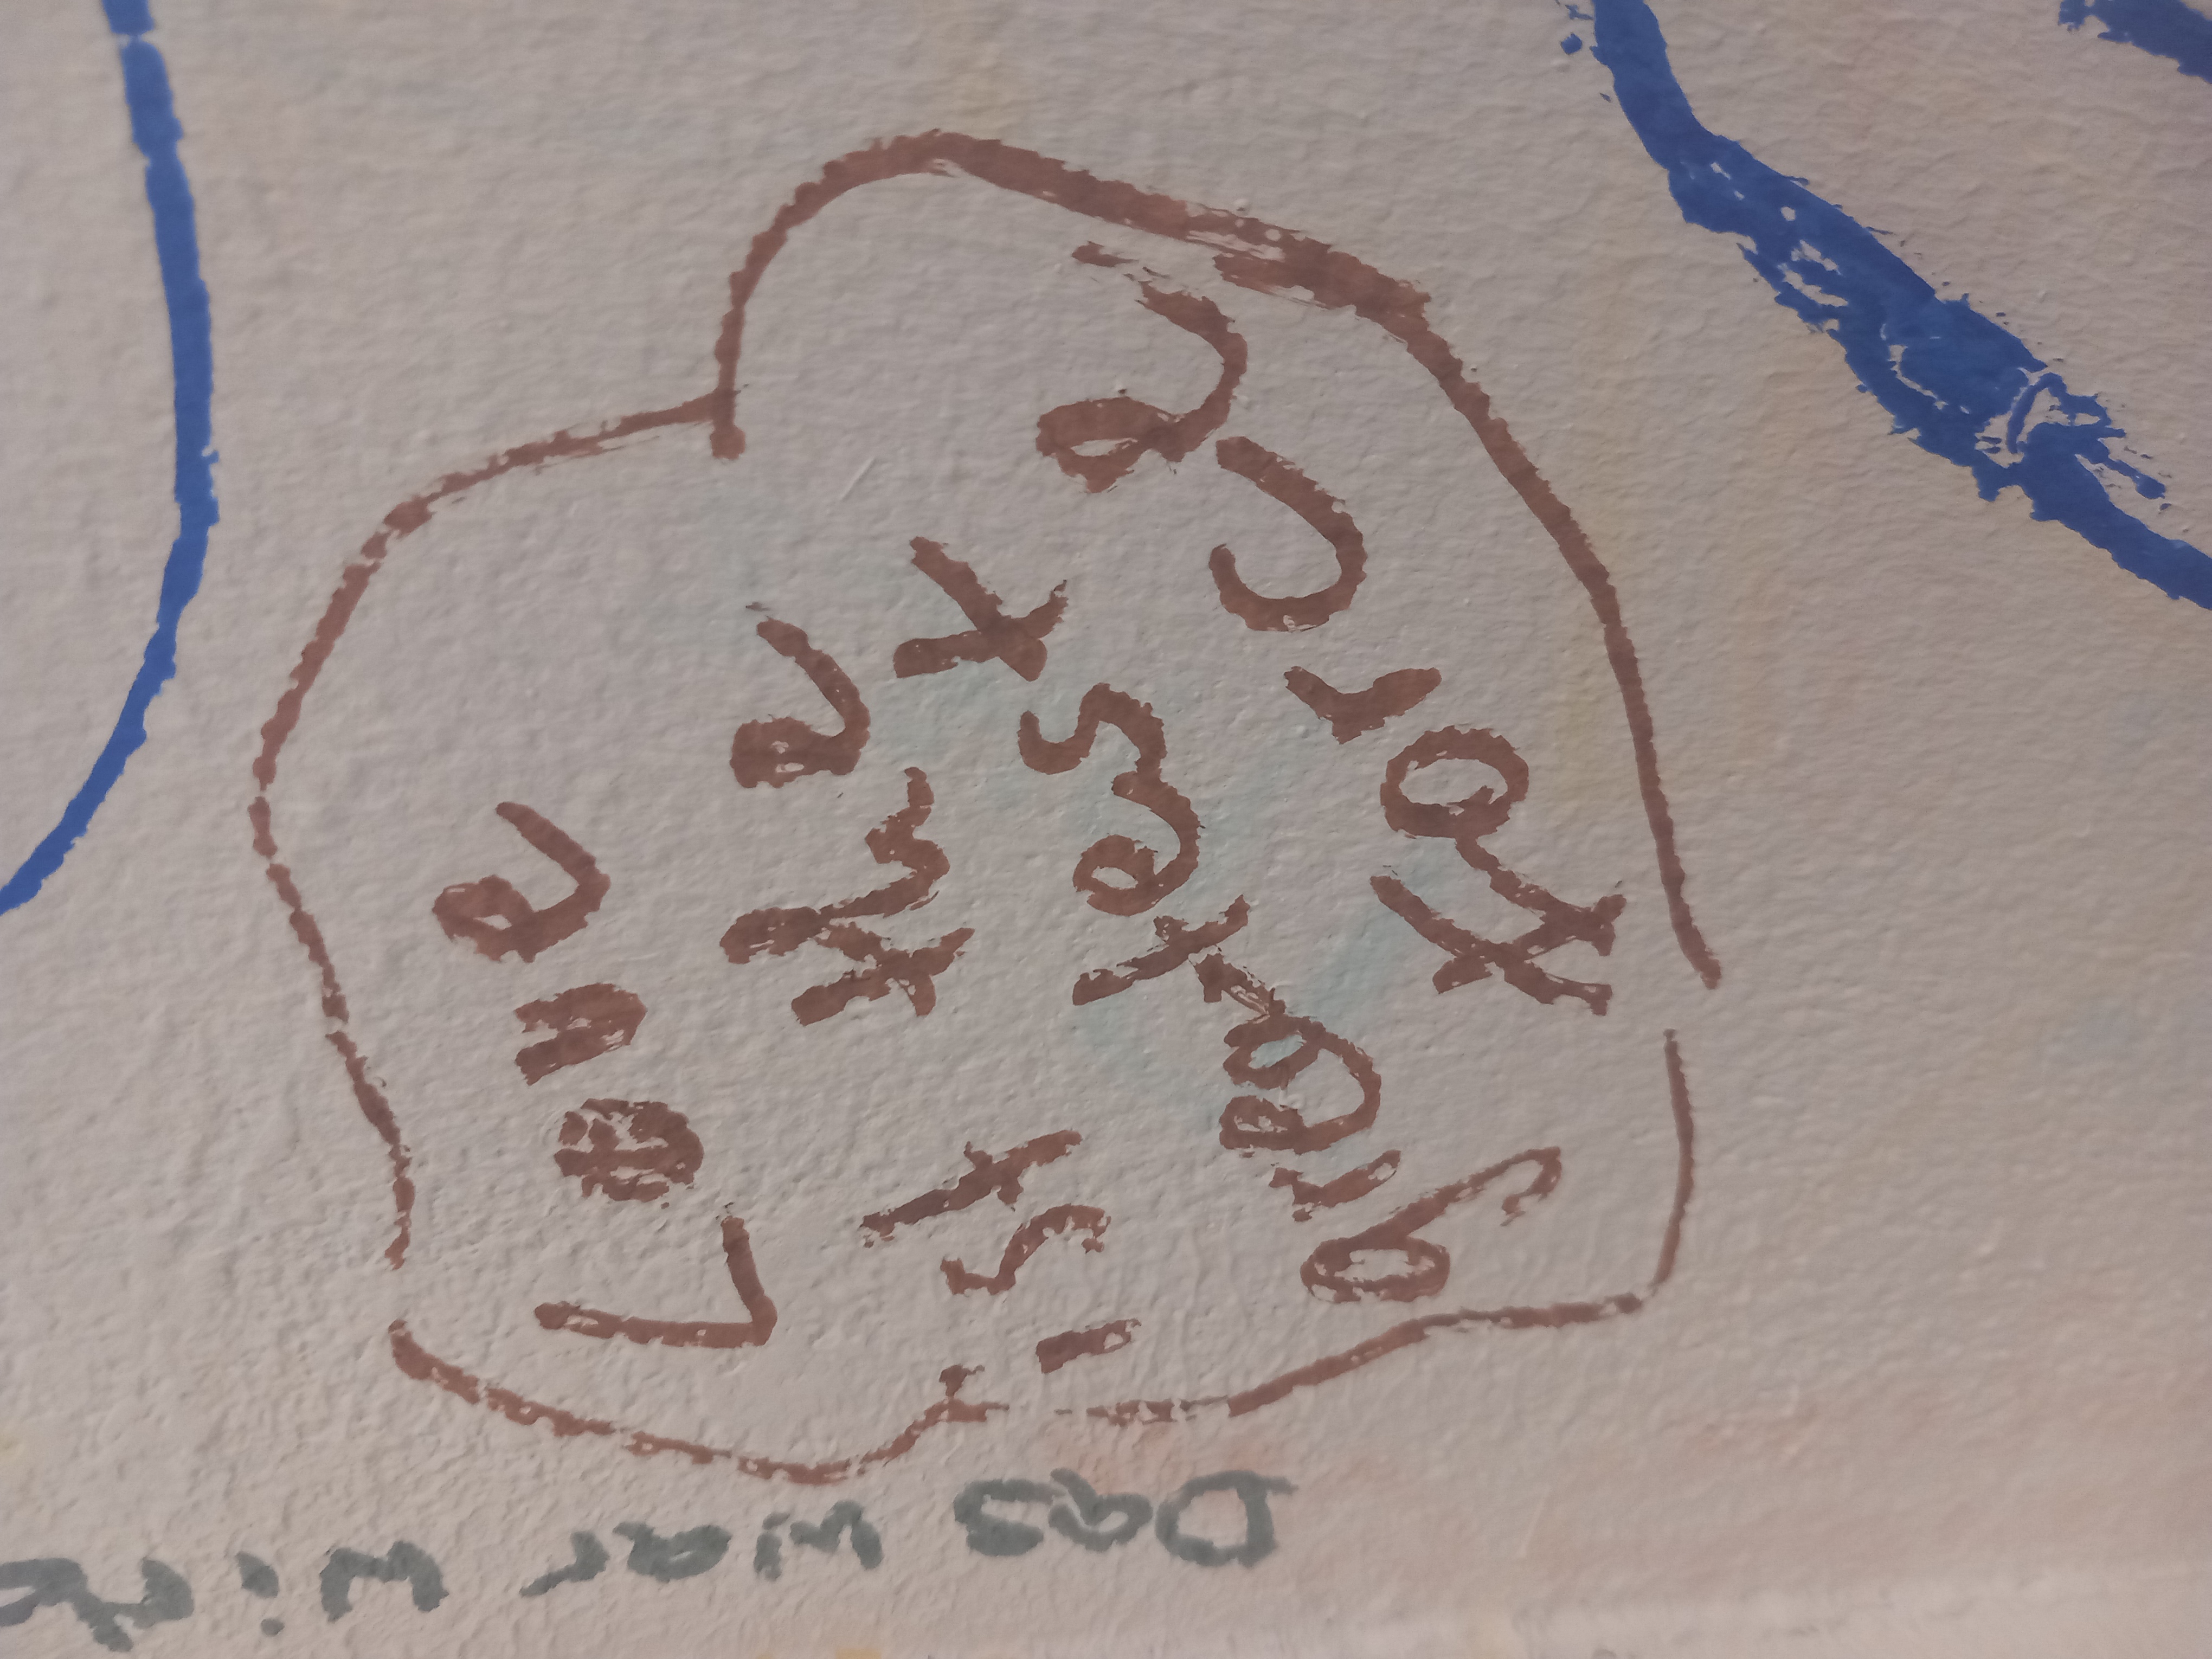 Love
ist the
greatest
force
Das war